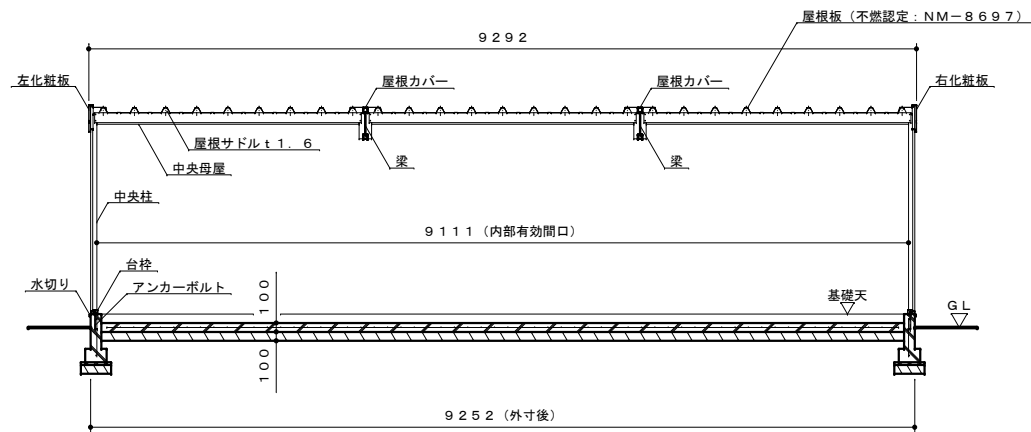 屋根板（不燃認定：NM－8697）
9292
左化粧板
屋根カバー
屋根カバー
右化粧板
屋根サドルt1．6
梁
梁
中央母屋
中央柱
9111（内部有効間口）
台枠
水切り
アンカーボルト
100
基礎天
GL
100
9252（外寸後）